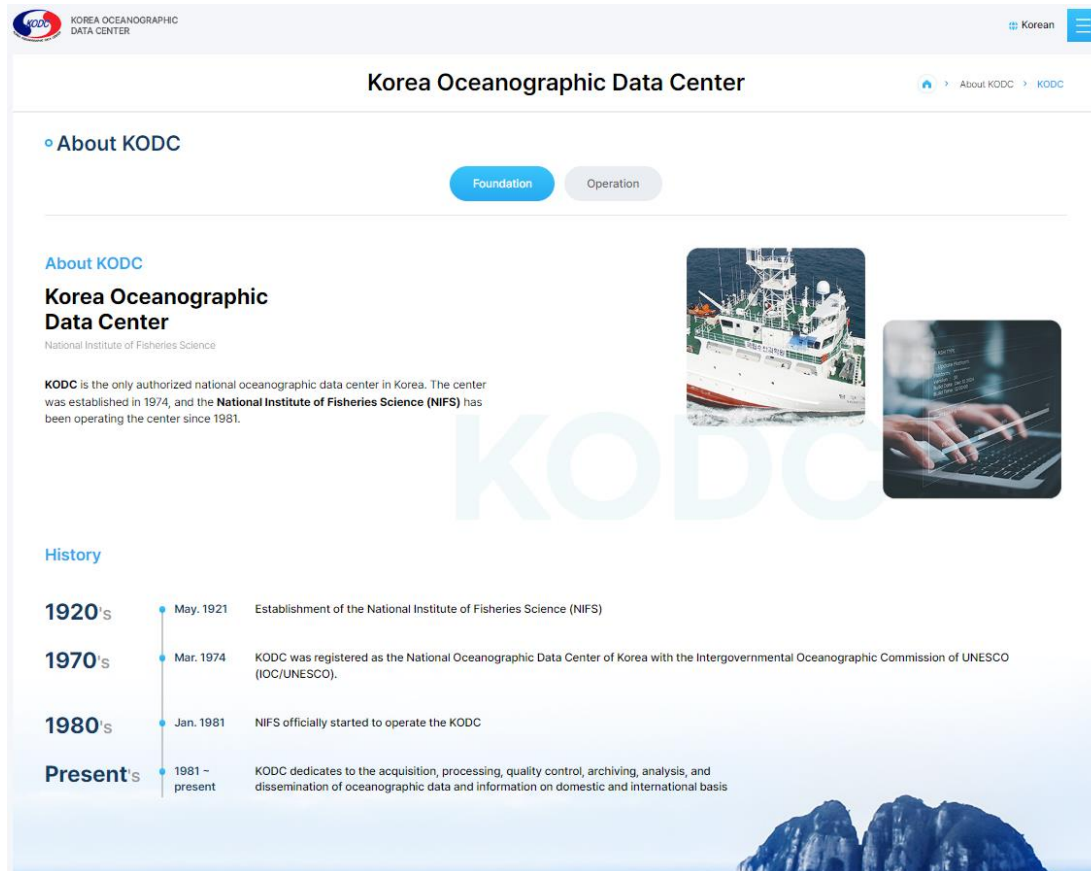 KODC
KOREA OCEANOGRAPHIC
DATA CENTER
Korean
Korea Oceanographic Data Center
About KODC > KODC
About KODC
Foundation
Operation
About KODC
Korea Oceanographic
Data Center
National Institute of Fisheries Science
KODC is the only authorized national oceanographic data center in Korea. The center
was established in 1974, and the National Institute of Fisheries Science (NIFS) has
been operating the center since 1981.
KODC
History
1920's
May. 1921
Establishment of the National Institute of Fisheries Science (NIFS)
1970's
Mar. 1974
KODC was registered as the National Oceanographic Data Center of Korea with the Intergovernmental Oceanographic Commission of UNESCO
(IOC/UNESCO).
1980's
Jan. 1981
NIFS officially started to operate the KODC
Present's
1981 ~
present
KODC dedicates to the acquisition, processing, quality control, archiving, analysis, and
dissemination of oceanographic data and information on domestic and international basis